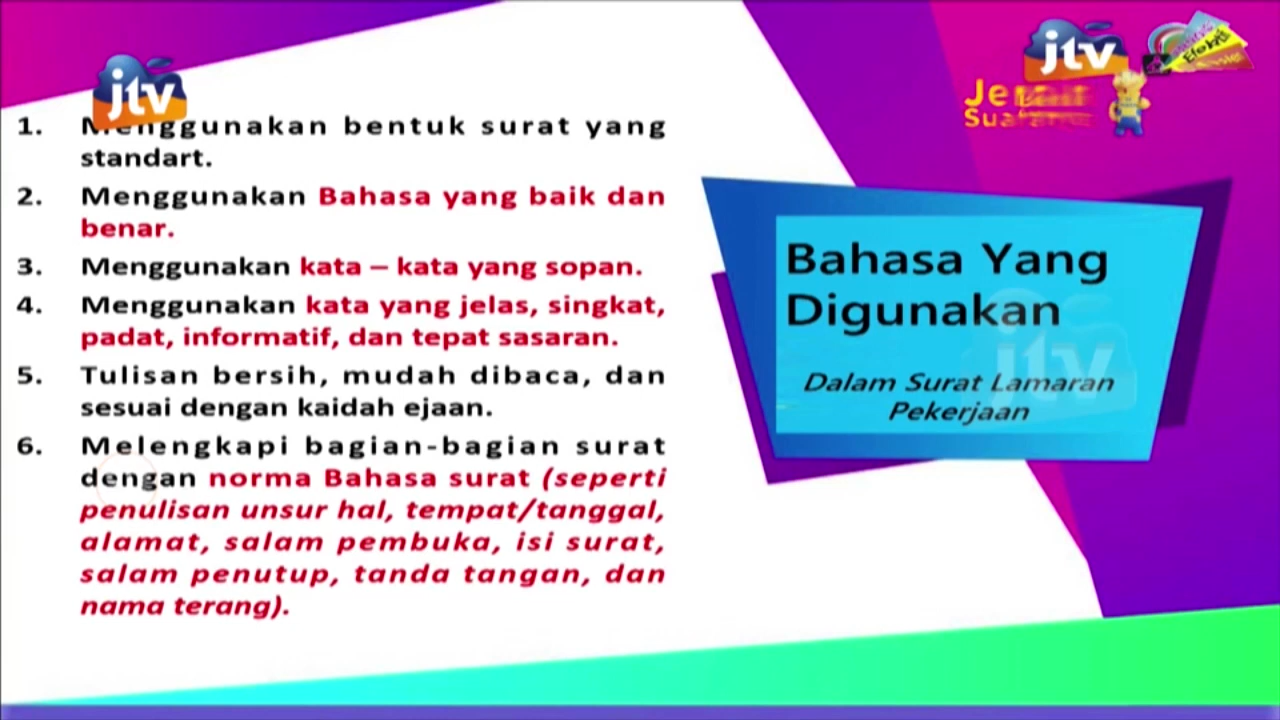 jtv
jtv
1. Menggunakan bentuk surat yang
standart.
2. Menggunakan Bahasa yang baik dan
benar.
3. Menggunakan kata – kata yang sopan.
4. Menggunakan kata yang jelas, singkat,
padat, informatif, dan tepat sasaran.
5. Tulisan bersih, mudah dibaca, dan
sesuai dengan kaidah ejaan.
6. Melengkapi bagian-bagian surat
dengan norma Bahasa surat (seperti
penulisan unsur hal, tempat/tanggal,
alamat, salam pembuka, isi surat,
salam penutup, tanda tangan, dan
nama terang).
Bahasa Yang
Digunakan
jtv
Dalam Surat Lamaran
Pekerjaan